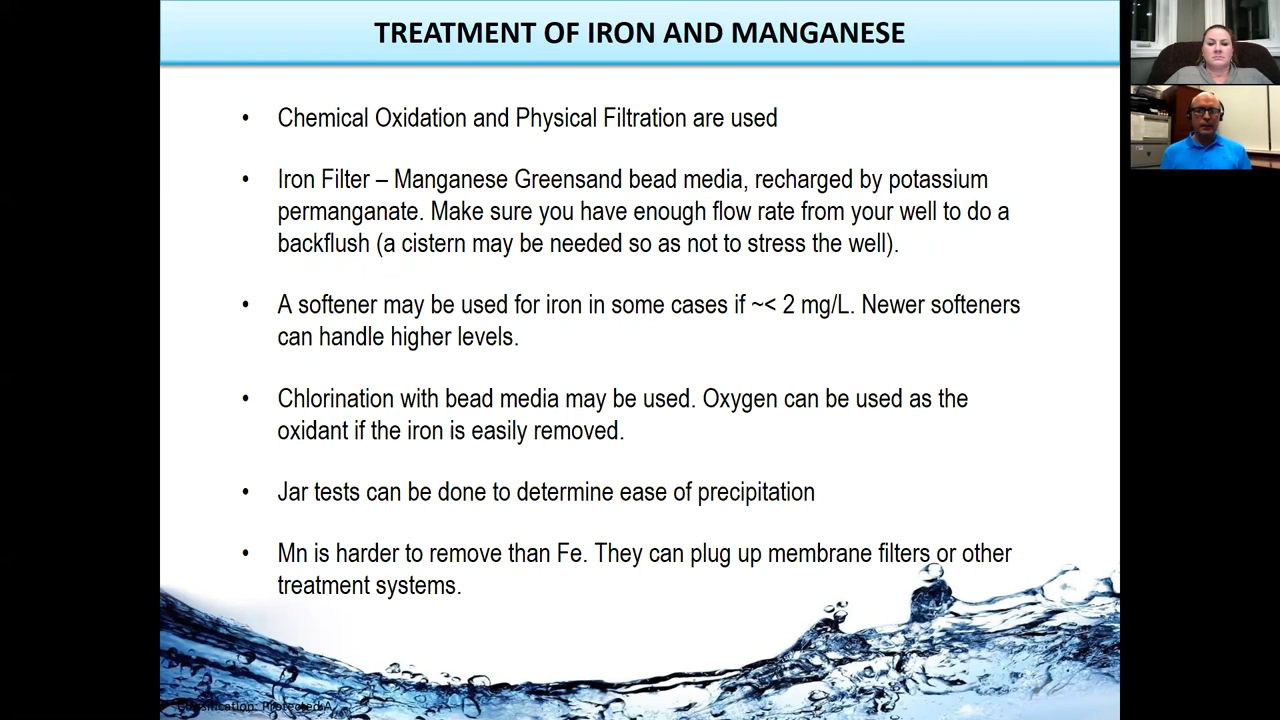 TREATMENT OF IRON AND MANGANESE
• Chemical Oxidation and Physical Filtration are used
• Iron Filter – Manganese Greensand bead media, recharged by potassium
permanganate. Make sure you have enough flow rate from your well to do a
backflush (a cistern may be needed so as not to stress the well).
• A softener may be used for iron in some cases if ~< 2 mg/L. Newer softeners
can handle higher levels.
• Chlorination with bead media may be used. Oxygen can be used as the
oxidant if the iron is easily removed.
• Jar tests can be done to determine ease of precipitation
• Mn is harder to remove than Fe. They can plug up membrane filters or other
treatment systems.
Classification: Protected A